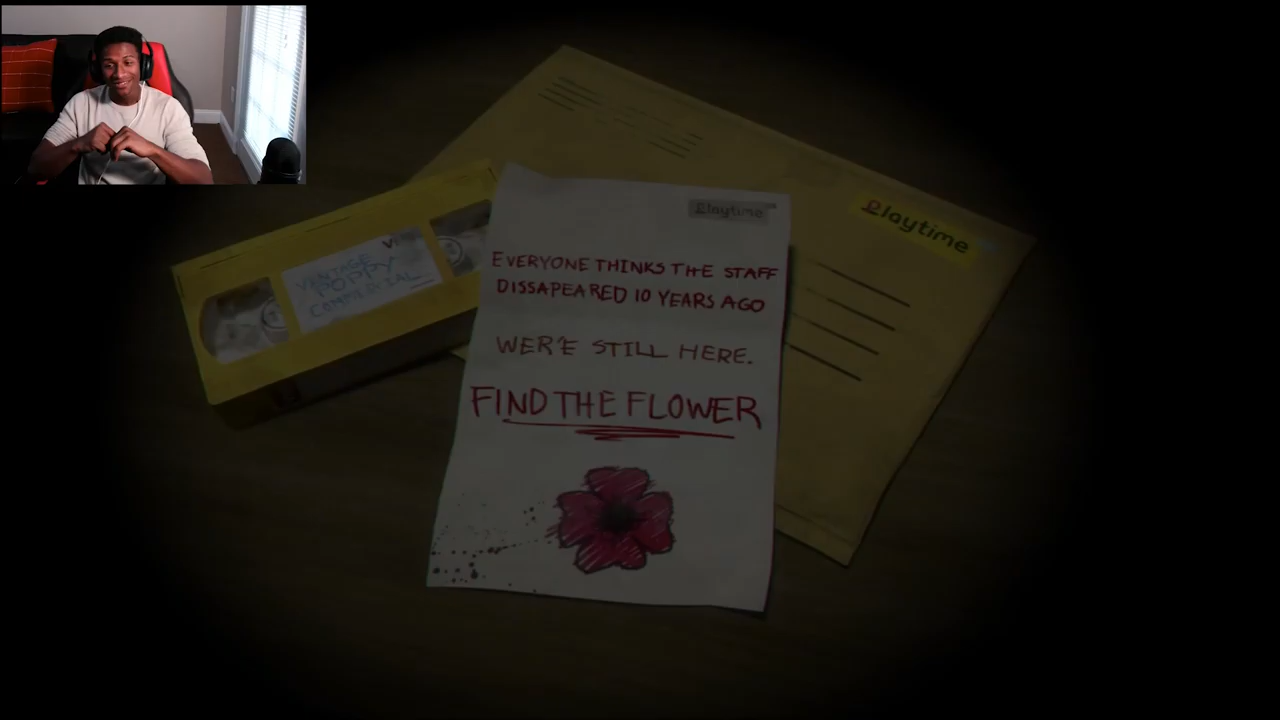 Playtime
EVERYONE THINKS THE STAFF
DISSAPEARED 10 YEARS AGO
WE'RE STILL HERE.
FIND THE FLOWER
VINTAGE
POPPY
COMMERCIAL
Playtime